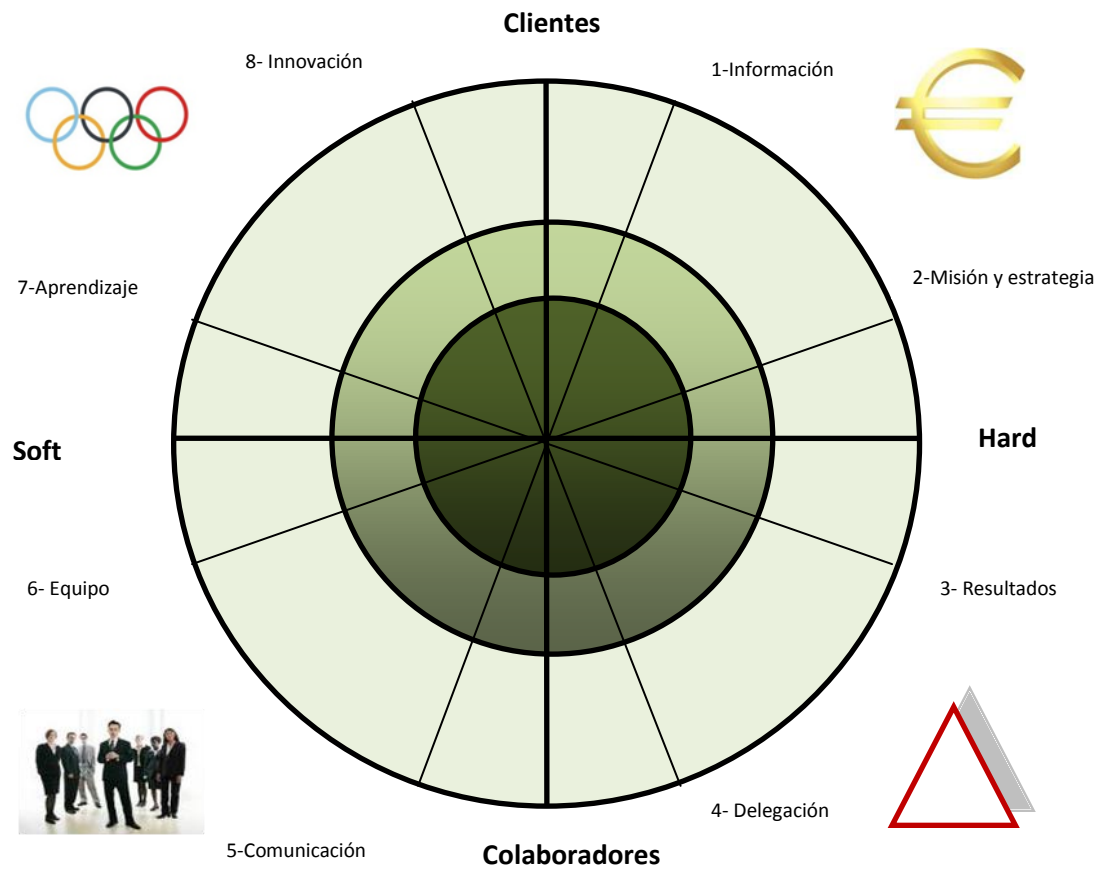 Clientes
8- Innovación
1-Información
7-Aprendizaje
2-Misión y estrategia
Soft
Hard
6- Equipo
3- Resultados
4- Delegación
5-Comunicación
Colaboradores